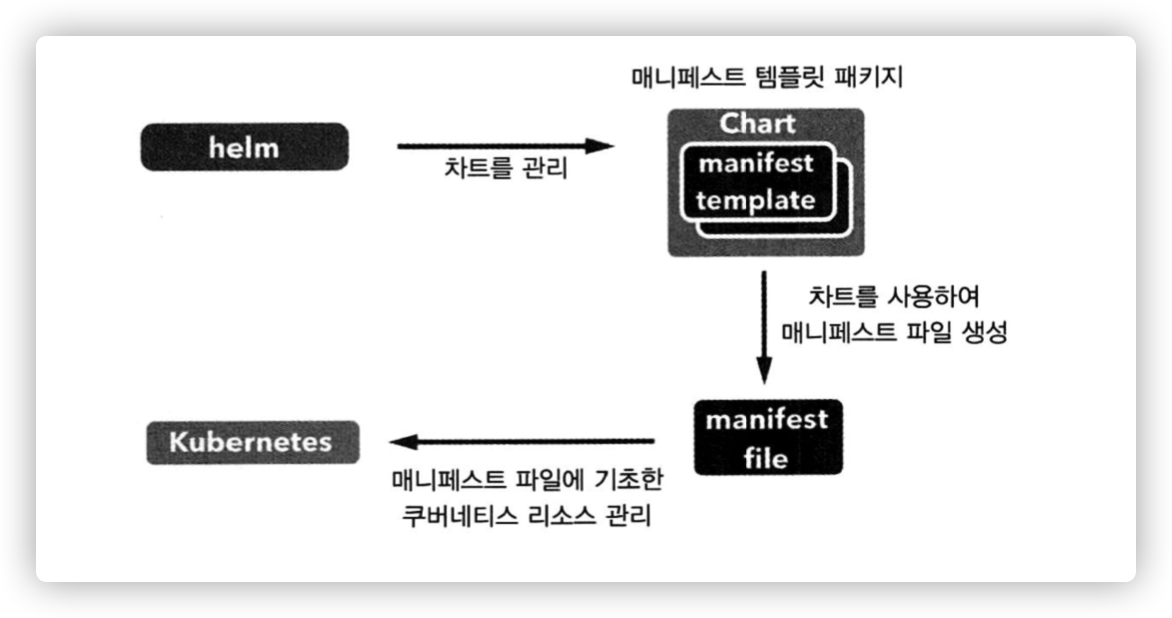 매니페스트 템플릿 패키지
helm
차트를 관리
Chart
manifest
template
차트를 사용하여
매니페스트 파일 생성
manifest
file
Kubernetes
매니페스트 파일에 기초한
쿠버네티스 리소스 관리